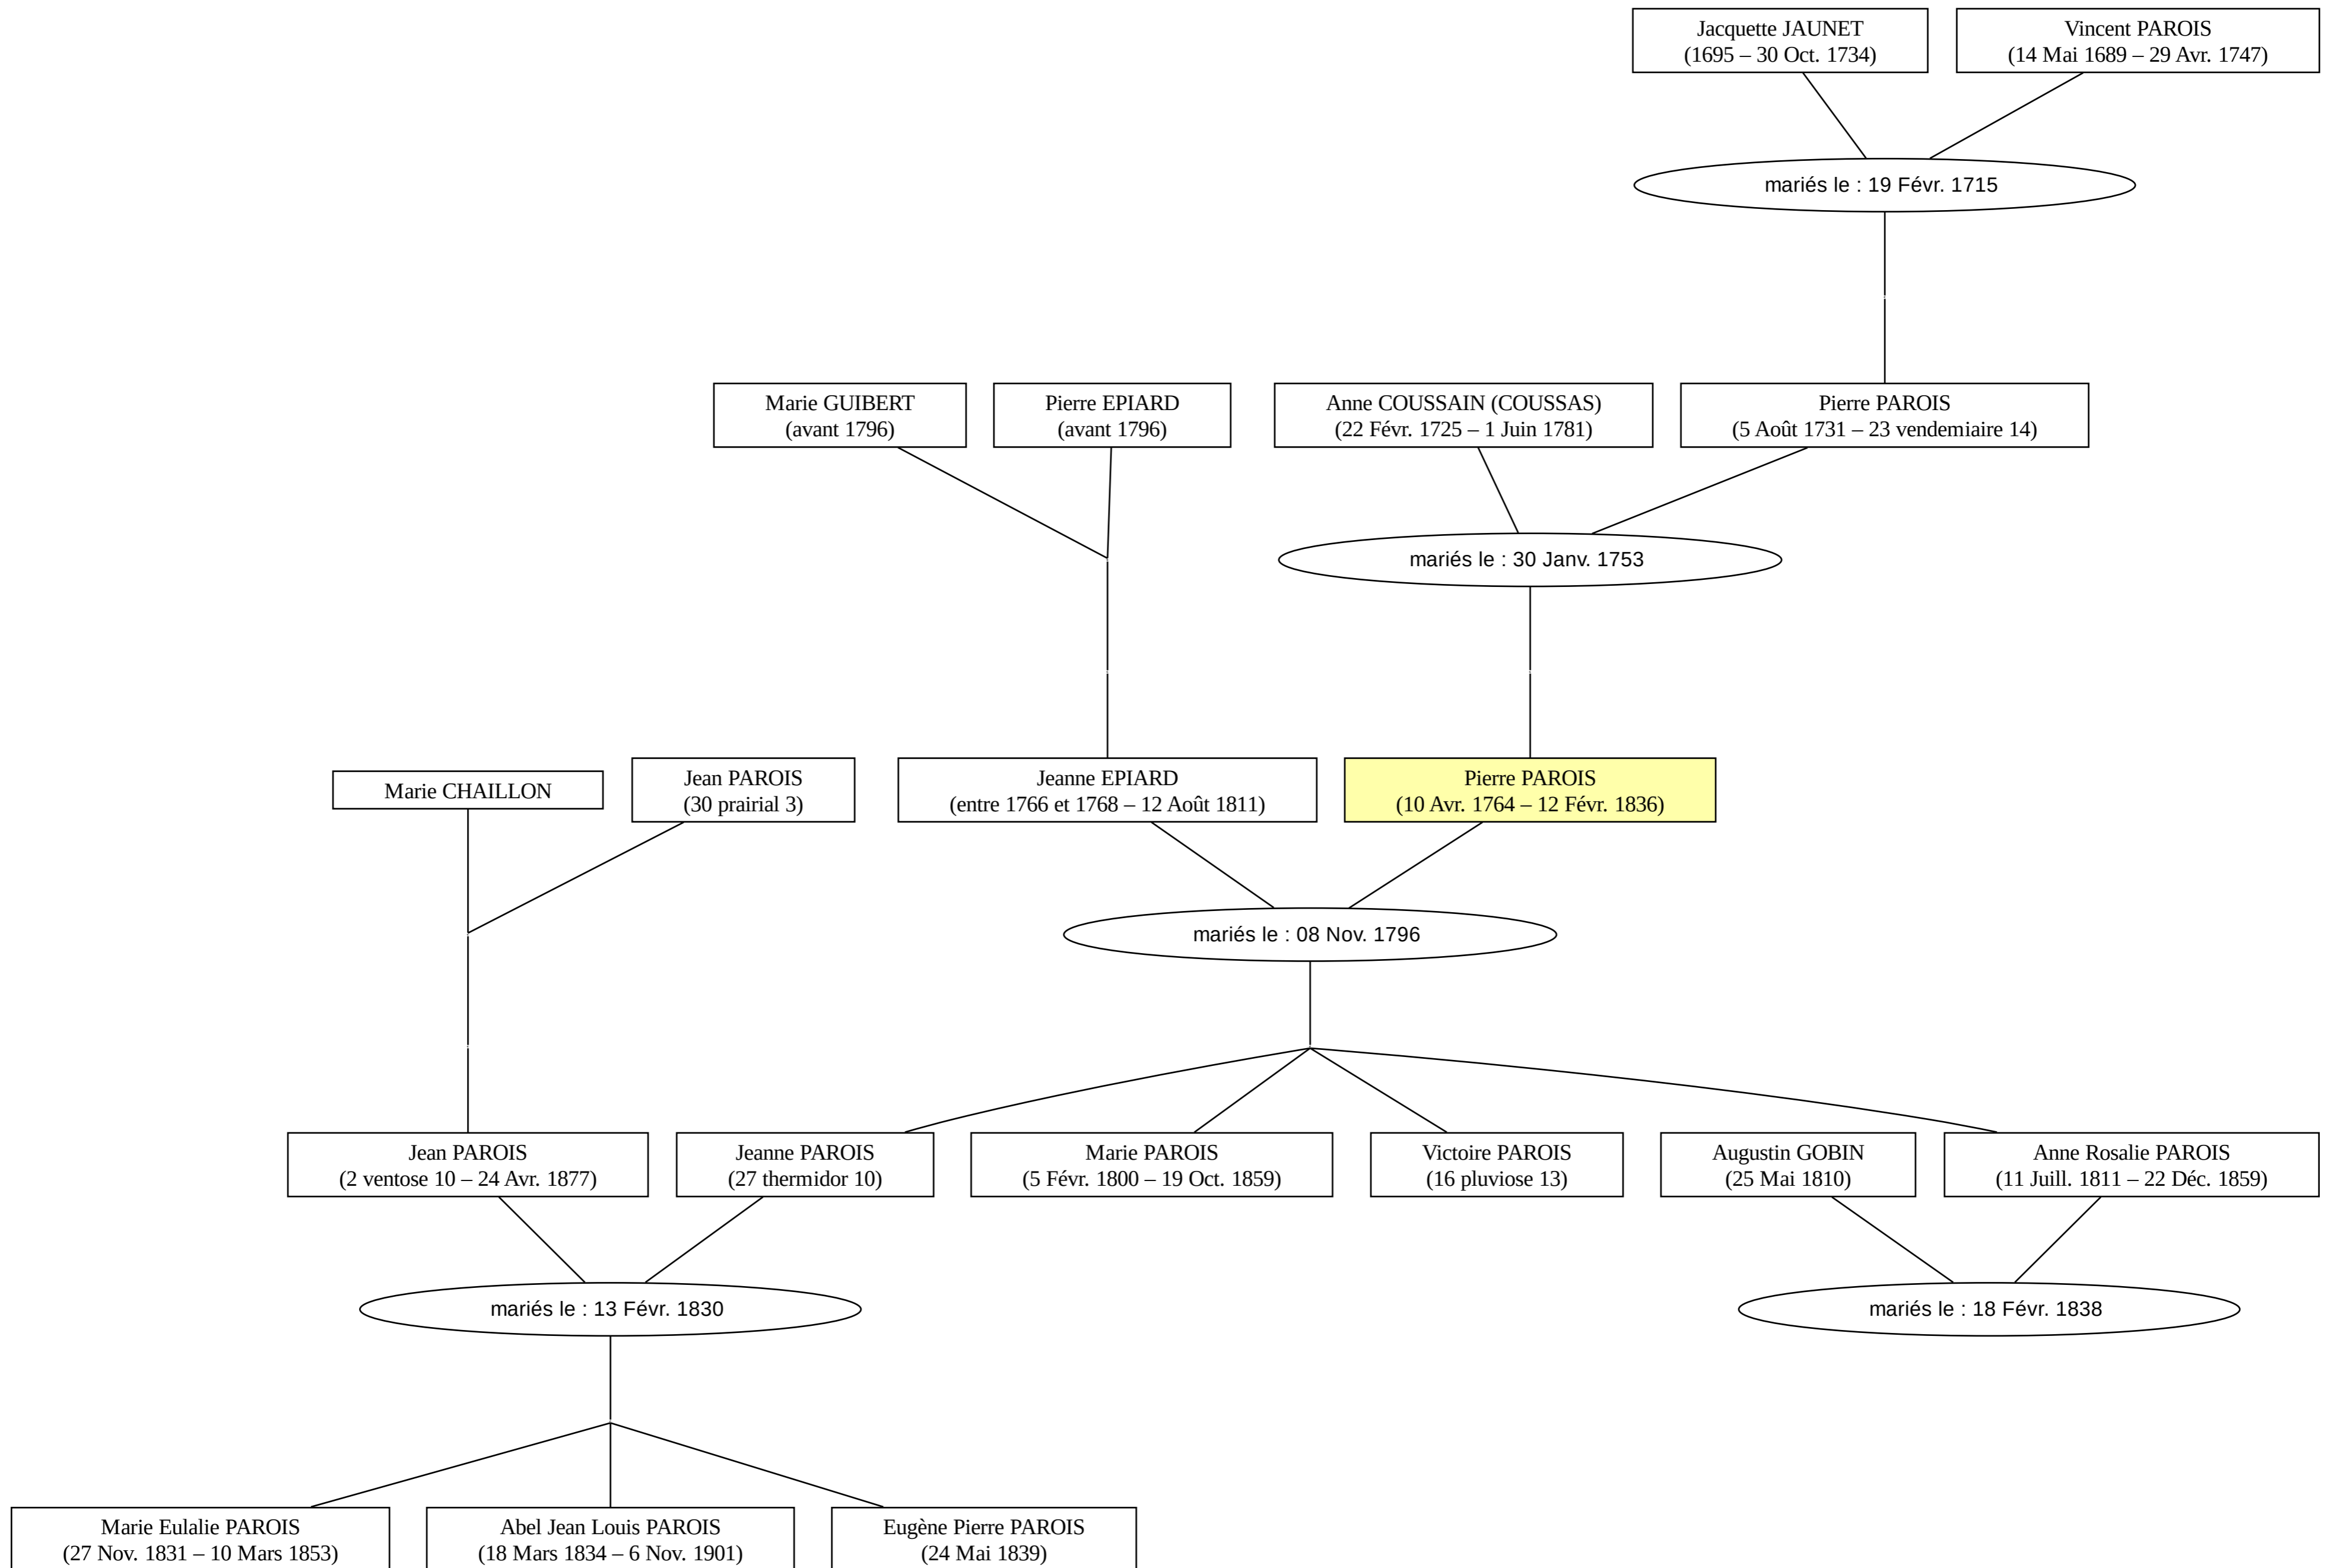 Jacquette JAUNET
(1695 – 30 Oct. 1734)
Vincent PAROIS
(14 Mai 1689 – 29 Avr. 1747)
mariés le : 19 Févr. 1715
Marie GUIBERT
(avant 1796)
Pierre EPIARD
(avant 1796)
Anne COUSSAIN (COUSSAS)
(22 Févr. 1725 – 1 Juin 1781)
Pierre PAROIS
(5 Août 1731 – 23 vendemiaire 14)
mariés le : 30 Janv. 1753
Marie CHAILLON
Jean PAROIS
(30 prairial 3)
Jeanne EPIARD
(entre 1766 et 1768 – 12 Août 1811)
Pierre PAROIS
(10 Avr. 1764 – 12 Févr. 1836)
mariés le : 08 Nov. 1796
Jean PAROIS
(2 ventose 10 – 24 Avr. 1877)
Jeanne PAROIS
(27 thermidor 10)
Marie PAROIS
(5 Févr. 1800 – 19 Oct. 1859)
Victoire PAROIS
(16 pluviose 13)
Augustin GOBIN
(25 Mai 1810)
Anne Rosalie PAROIS
(11 Juill. 1811 – 22 Déc. 1859)
mariés le : 13 Févr. 1830
mariés le : 18 Févr. 1838
Marie Eulalie PAROIS
(27 Nov. 1831 – 10 Mars 1853)
Abel Jean Louis PAROIS
(18 Mars 1834 – 6 Nov. 1901)
Eugène Pierre PAROIS
(24 Mai 1839)